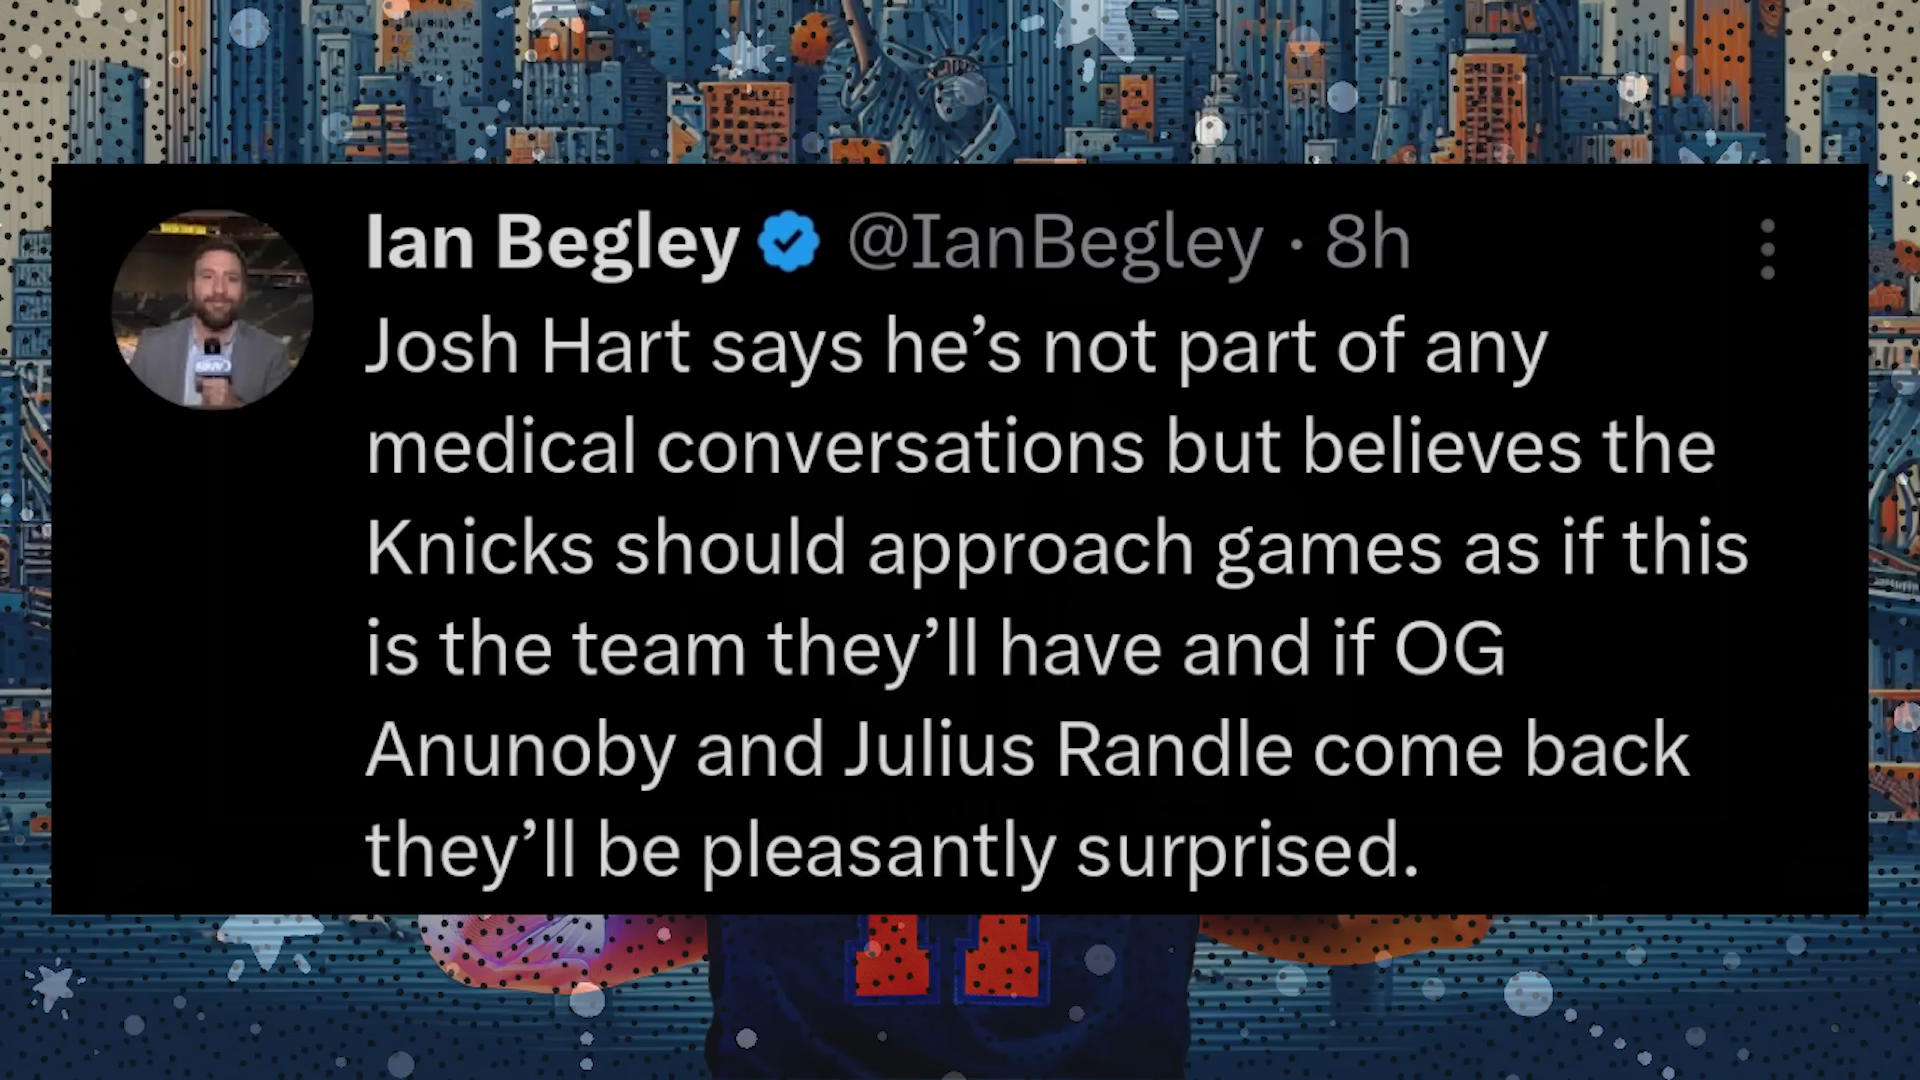 Ian Begley @IanBegley · 8h
Josh Hart says he’s not part of any
medical conversations but believes the
Knicks should approach games as if this
is the team they’ll have and if OG
Anunoby and Julius Randle come back
they’ll be pleasantly surprised.